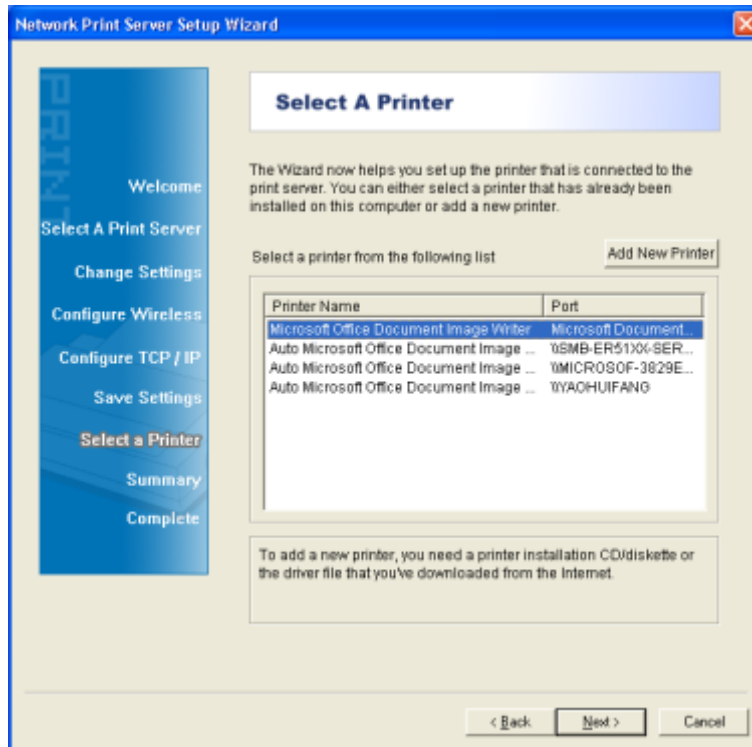 Network Print Server Setup Wizard
PRINT
Welcome
Select A Print Server
Change Settings
Configure Wireless
Configure TCP / IP
Save Settings
Select a Printer
Summary
Complete
Select A Printer
The Wizard now helps you set up the printer that is connected to the
print server. You can either select a printer that has already been
installed on this computer or add a new printer.
Select a printer from the following list
Add New Printer
Printer Name Port
Microsoft Office Document Image Writer Microsoft Document...
Auto Microsoft Office Document Image ... \\SMB-ER51XX-SER...
Auto Microsoft Office Document Image ... \\MICROSOF-3829E...
Auto Microsoft Office Document Image ... \\YAOHUIFANG
To add a new printer, you need a printer installation CD/diskette or
the driver file that you've downloaded from the Internet.
< Back Next > Cancel